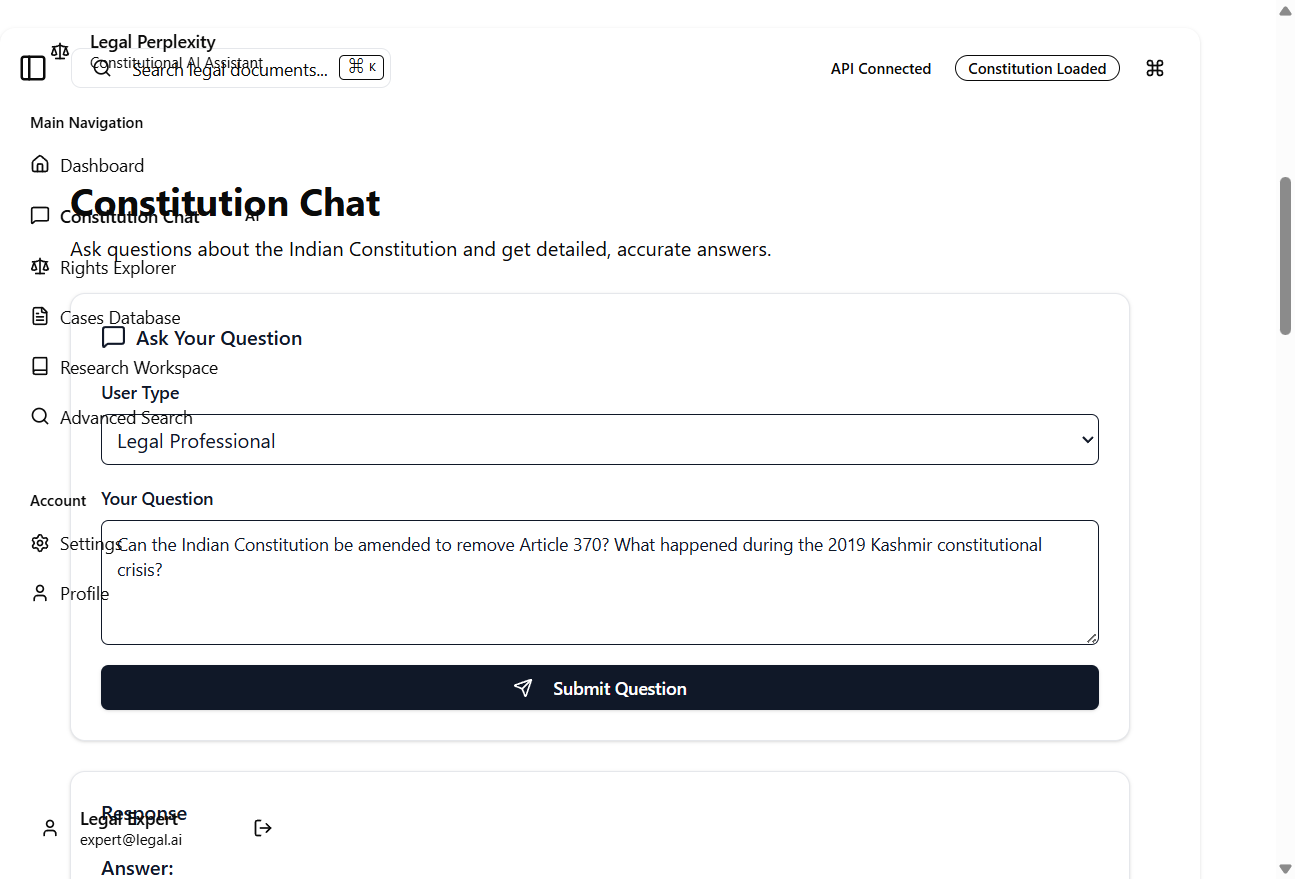 Legal Perplexity
Constitutional AI Assistant
Search legal documents...
⌘ K
API Connected
Constitution Loaded
⌘
Main Navigation
Dashboard
Constitution Chat
AI
Rights Explorer
Cases Database
Research Workspace
Advanced Search
Account
Settings
Profile
Legal Expert
expert@legal.ai
Constitution Chat
Ask questions about the Indian Constitution and get detailed, accurate answers.
Ask Your Question
User Type
Legal Professional
Your Question
Can the Indian Constitution be amended to remove Article 370? What happened during the 2019 Kashmir constitutional
crisis?
Submit Question
Response
Answer: